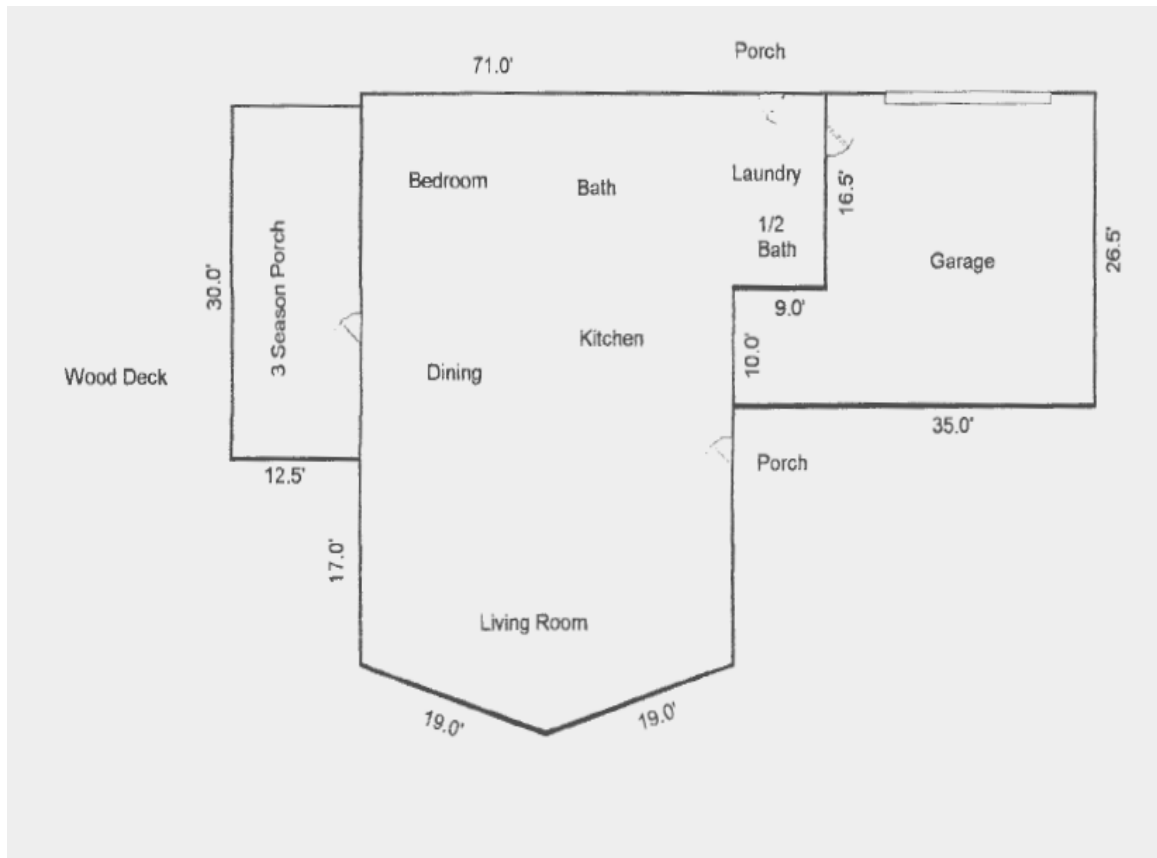 Porch
71.0'
Bedroom
Bath
Laundry
16.5'
1/2
Bath
Garage
26.5'
30.0'
3 Season Porch
9.0'
Kitchen
10.0'
Dining
Wood Deck
35.0'
12.5'
Porch
17.0'
Living Room
19.0'
19.0'